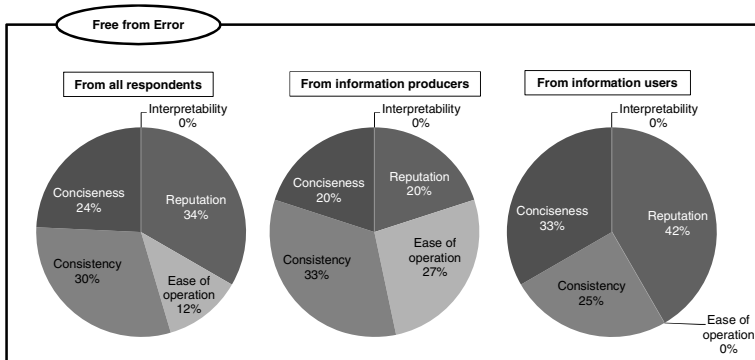 Free from Error
From all respondents
Interpretability
0%
Reputation
34%
Ease of
operation
12%
Consistency
30%
Conciseness
24%
From information producers
Interpretability
0%
Reputation
20%
Ease of
operation
27%
Consistency
33%
Conciseness
20%
From information users
Interpretability
0%
Reputation
42%
Ease of
operation
0%
Consistency
25%
Conciseness
33%